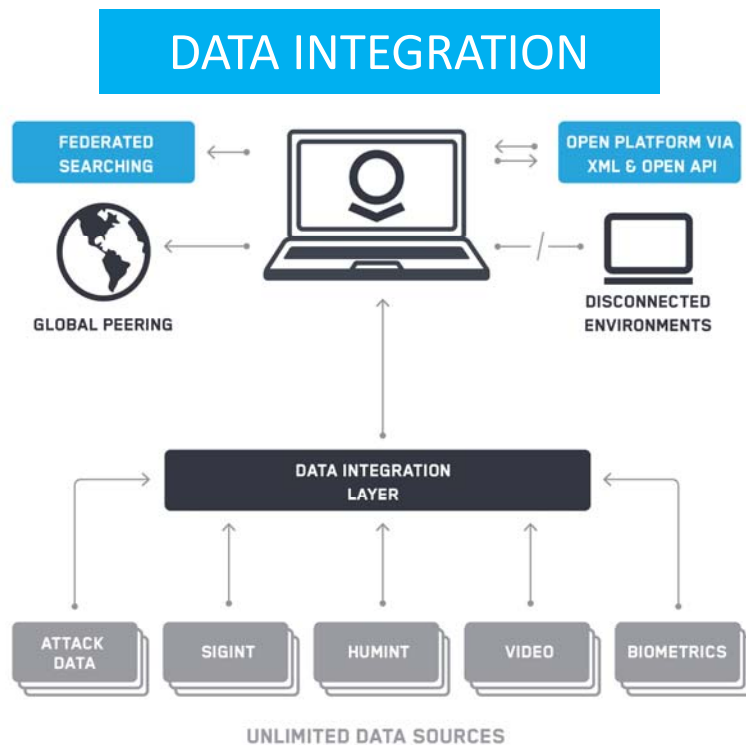 DATA INTEGRATION
FEDERATED
SEARCHING
OPEN PLATFORM VIA
XML & OPEN API
GLOBAL PEERING
DISCONNECTED
ENVIRONMENTS
DATA INTEGRATION
LAYER
ATTACK
DATA
SIGINT
HUMINT
VIDEO
BIOMETRICS
UNLIMITED DATA SOURCES